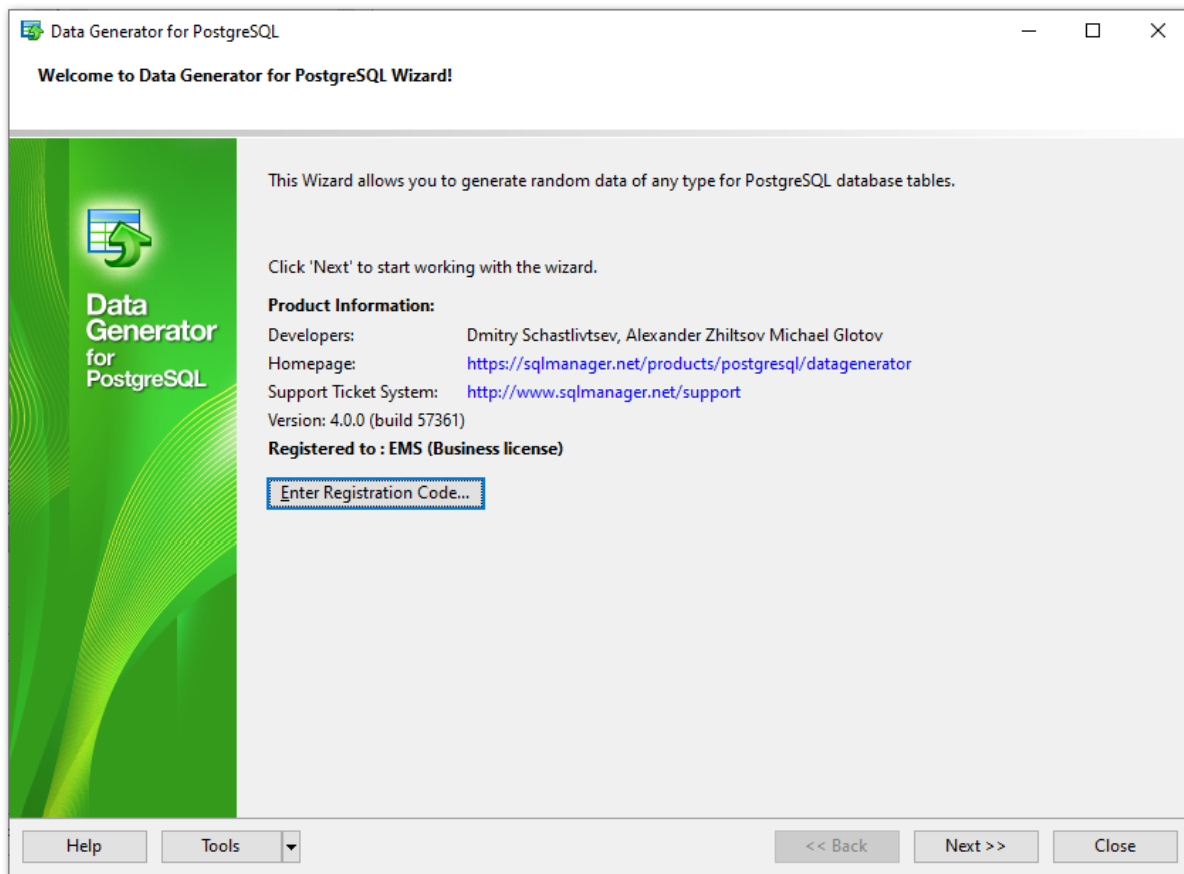 Data Generator for PostgreSQL
Welcome to Data Generator for PostgreSQL Wizard!
Data
Generator
for
PostgreSQL
This Wizard allows you to generate random data of any type for PostgreSQL database tables.
Click 'Next' to start working with the wizard.
Product Information:
Developers: Dmitry Schastlivtsev, Alexander Zhiltsov Michael Glotov
Homepage: https://sqlmanager.net/products/postgresql/datagenerator
Support Ticket System: http://www.sqlmanager.net/support
Version: 4.0.0 (build 57361)
Registered to : EMS (Business license)
Enter Registration Code...
Help Tools << Back Next >> Close